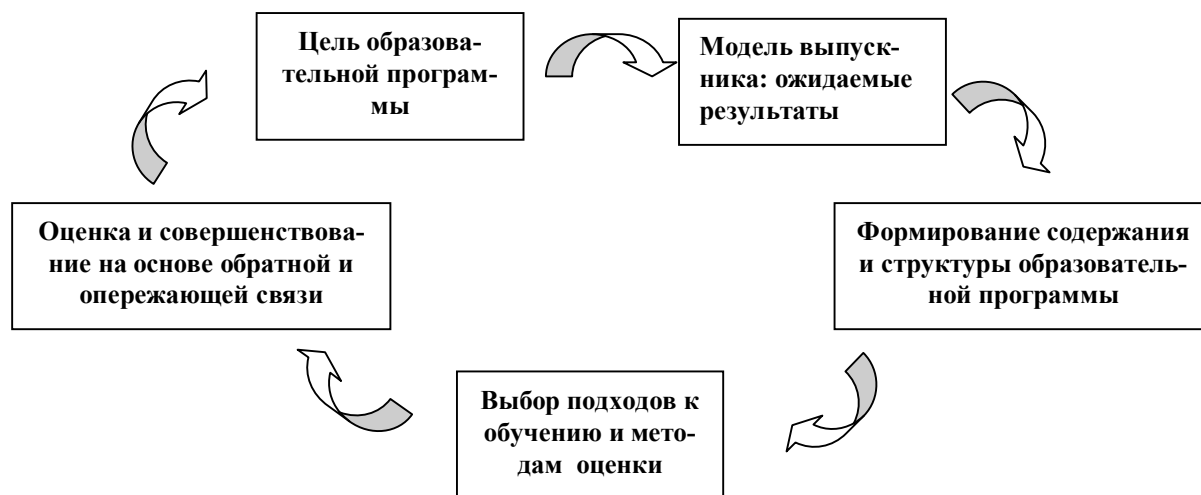 Цель образова-
тельной програм-
мы
Модель выпуск-
ника: ожидаемые
результаты
Оценка и совершенствова-
ние на основе обратной и
опережающей связи
Формирование содержания
и структуры образователь-
ной программы
Выбор подходов к
обучению и мето-
дам оценки